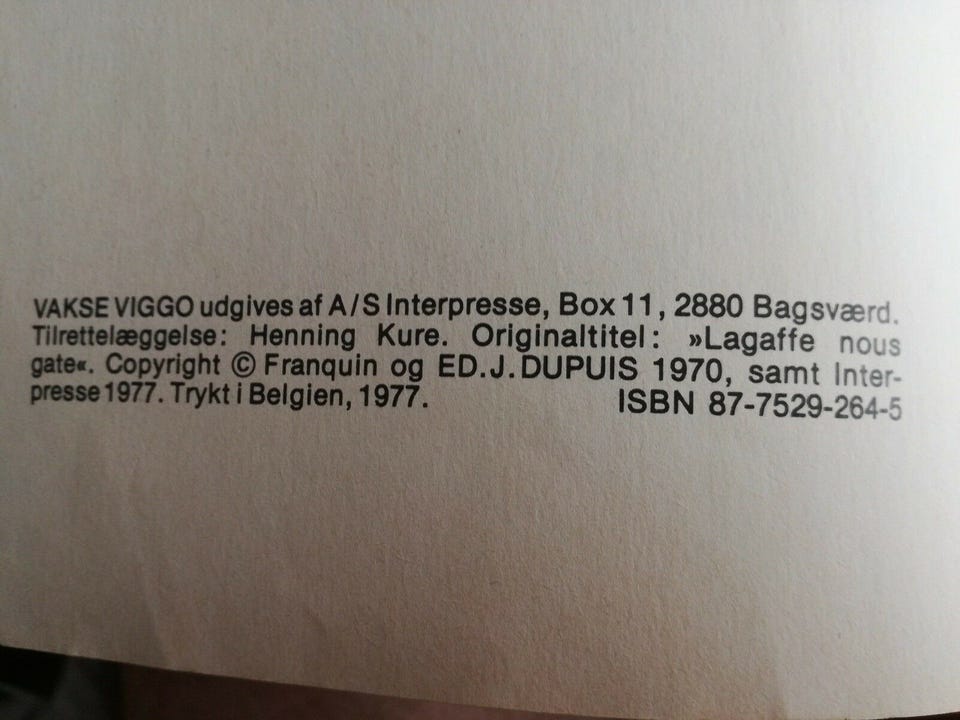 VAKSE VIGGO udgives af A/S Interpresse, Box 11, 2880 Bagsværd.
Tilrettelæggelse: Henning Kure. Originaltitel: »Lagaffe nous
gate«. Copyright © Franquin og ED.J.DUPUIS 1970, samt Inter-
presse 1977. Trykt i Belgien, 1977. ISBN 87-7529-264-5